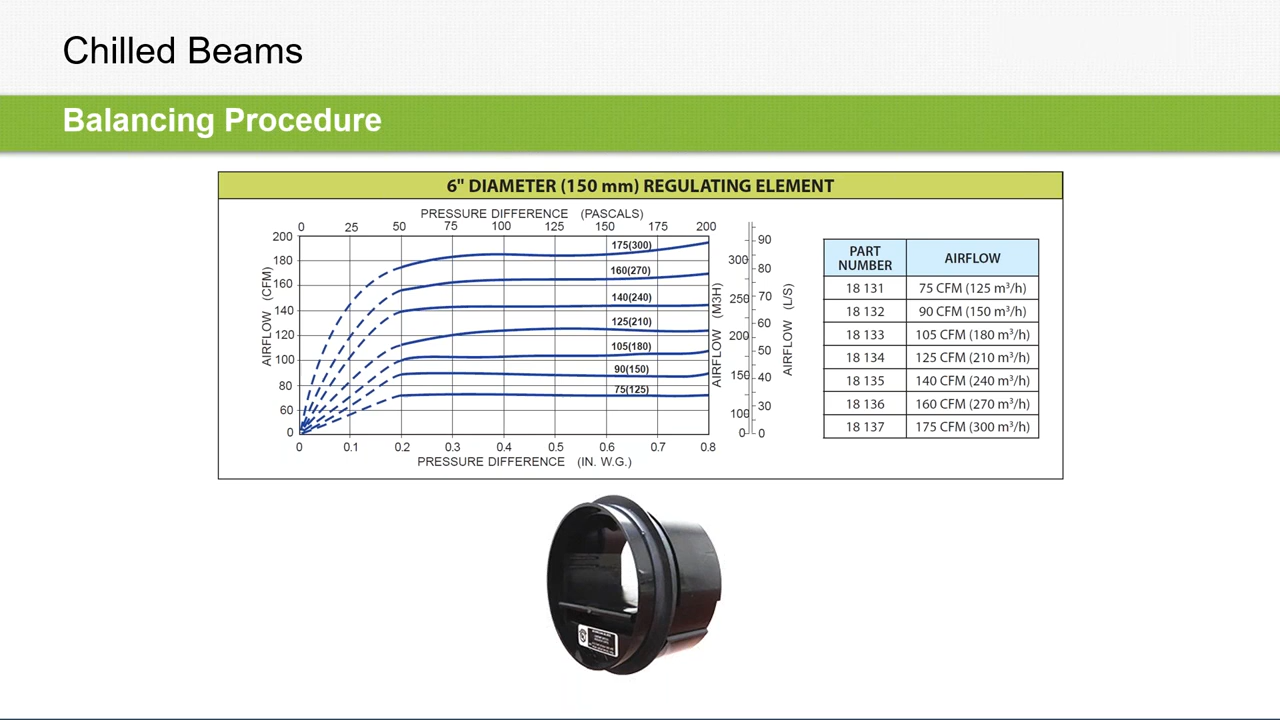 Chilled Beams
Balancing Procedure
6" DIAMETER (150 mm) REGULATING ELEMENT
PRESSURE DIFFERENCE (PASCALS)
0 25 50 75 100 125 150 175 200
AIRFLOW (CFM)
200
180
160
140
120
100
80
60
0
175(300)
160(270)
140(240)
125(210)
105(180)
90(150)
75(125)
0 0.1 0.2 0.3 0.4 0.5 0.6 0.7 0.8
PRESSURE DIFFERENCE (IN. W.G.)
AIRFLOW (M3H)
300
250
200
150
100
0
90
80
70
60
50
40
30
0
AIRFLOW (L/S)
PART NUMBER AIRFLOW
18 131 75 CFM (125 m³/h)
18 132 90 CFM (150 m³/h)
18 133 105 CFM (180 m³/h)
18 134 125 CFM (210 m³/h)
18 135 140 CFM (240 m³/h)
18 136 160 CFM (270 m³/h)
18 137 175 CFM (300 m³/h)